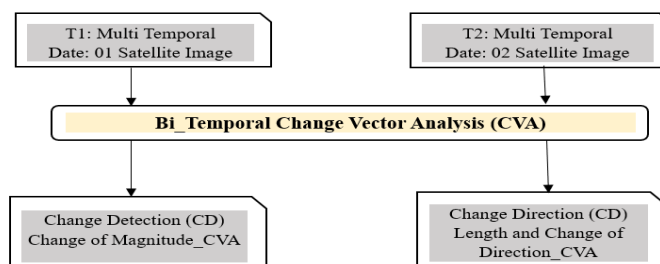 T1: Multi Temporal
Date: 01 Satellite Image
T2: Multi Temporal
Date: 02 Satellite Image
Bi_Temporal Change Vector Analysis (CVA)
Change Detection (CD)
Change of Magnitude_CVA
Change Direction (CD)
Length and Change of
Direction_CVA